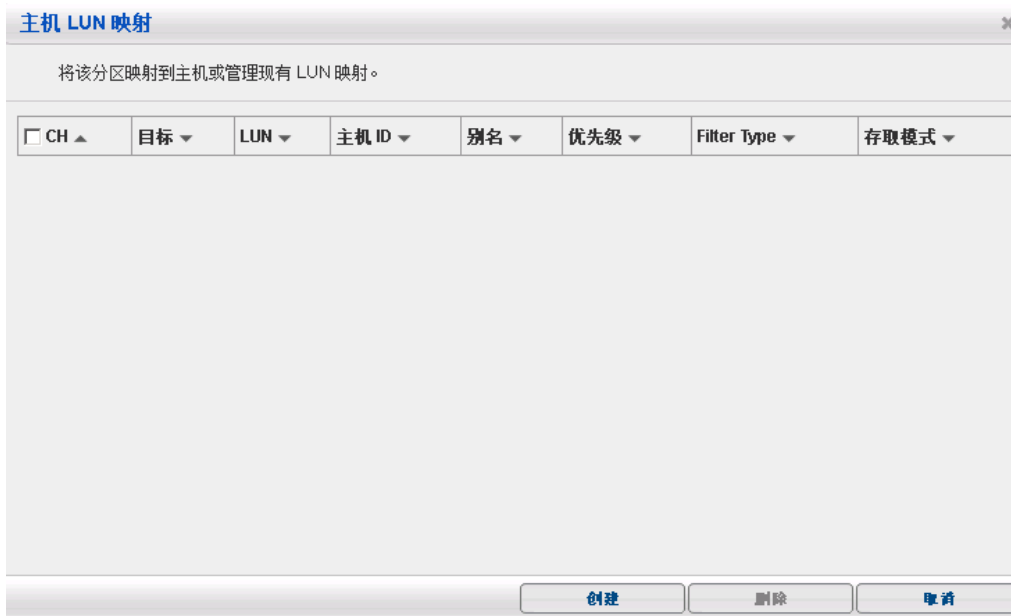 主机 LUN 映射
将该分区映射到主机或管理现有 LUN 映射。
CH 目标 LUN 主机 ID 别名 优先级 Filter Type 存取模式
创建 删除 取消